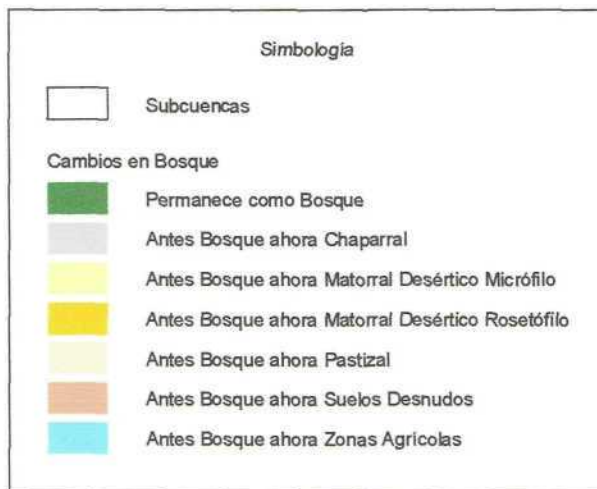 Simbología
Subcuencas
Cambios en Bosque
Permanece como Bosque
Antes Bosque ahora Chaparral
Antes Bosque ahora Matorral Desértico Micrófilo
Antes Bosque ahora Matorral Desértico Rosetófilo
Antes Bosque ahora Pastizal
Antes Bosque ahora Suelos Desnudos
Antes Bosque ahora Zonas Agrícolas